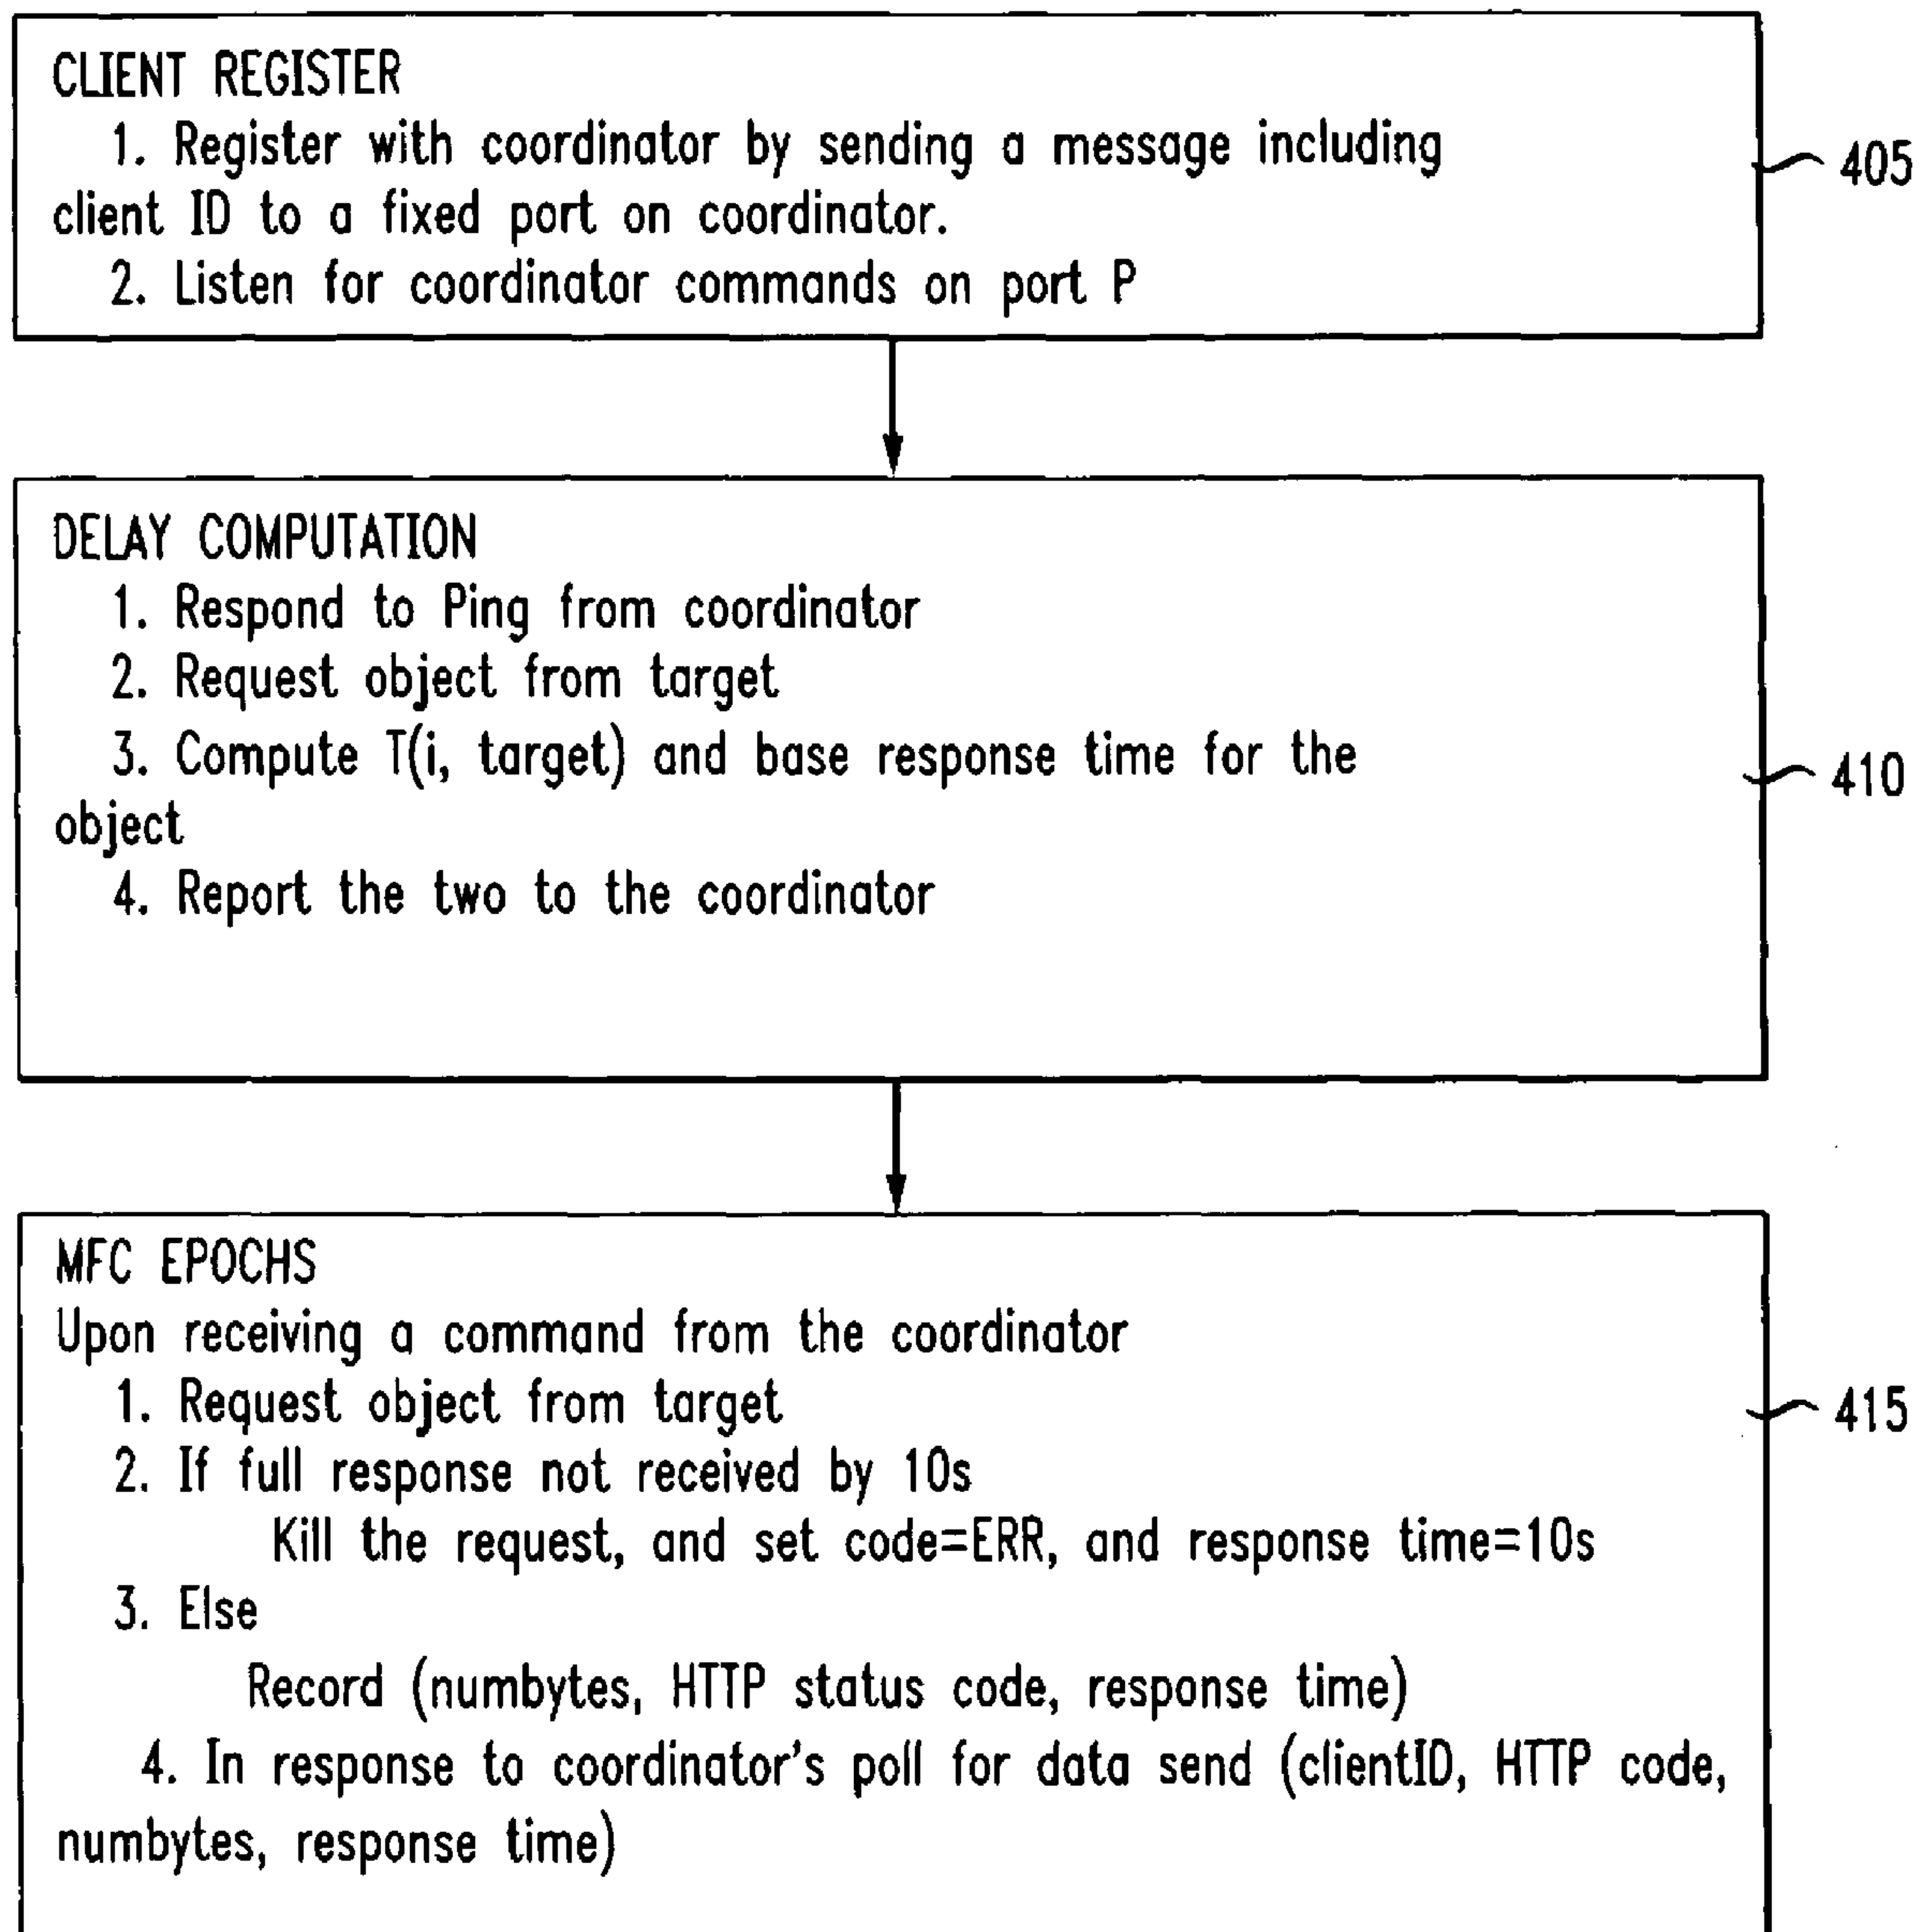 CLIENT REGISTER
1. Register with coordinator by sending a message including
client ID to a fixed port on coordinator.
2. Listen for coordinator commands on port P
405
DELAY COMPUTATION
1. Respond to Ping from coordinator
2. Request object from target
3. Compute T(i, target) and base response time for the
object
4. Report the two to the coordinator
410
MFC EPOCHS
Upon receiving a command from the coordinator
1. Request object from target
415
2. If full response not received by 10s
Kill the request, and set code=ERR, and response time=10s
3. Else
Record (numbytes, HTTP status code, response time)
4. In response to coordinator's poll for data send (clientID, HTTP code,
numbytes, response time)